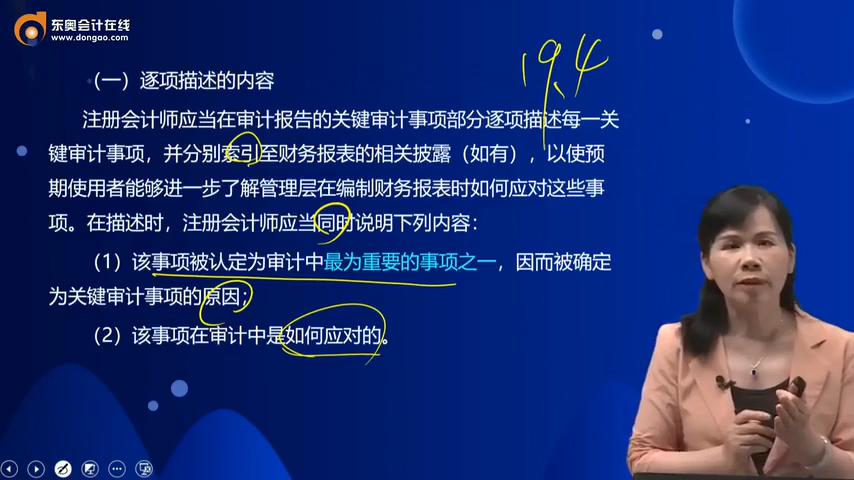 东奥会计在线
www.dongao.com
19.4
（一）逐项描述的内容
注册会计师应当在审计报告的关键审计事项部分逐项描述每一关
键审计事项，并分别索引至财务报表的相关披露（如有），以使预
期使用者能够进一步了解管理层在编制财务报表时如何应对这些事
项。在描述时，注册会计师应当同时说明下列内容：
（1）该事项被认定为审计中最为重要的事项之一，因而被确定
为关键审计事项的原因；
（2）该事项在审计中是如何应对的。